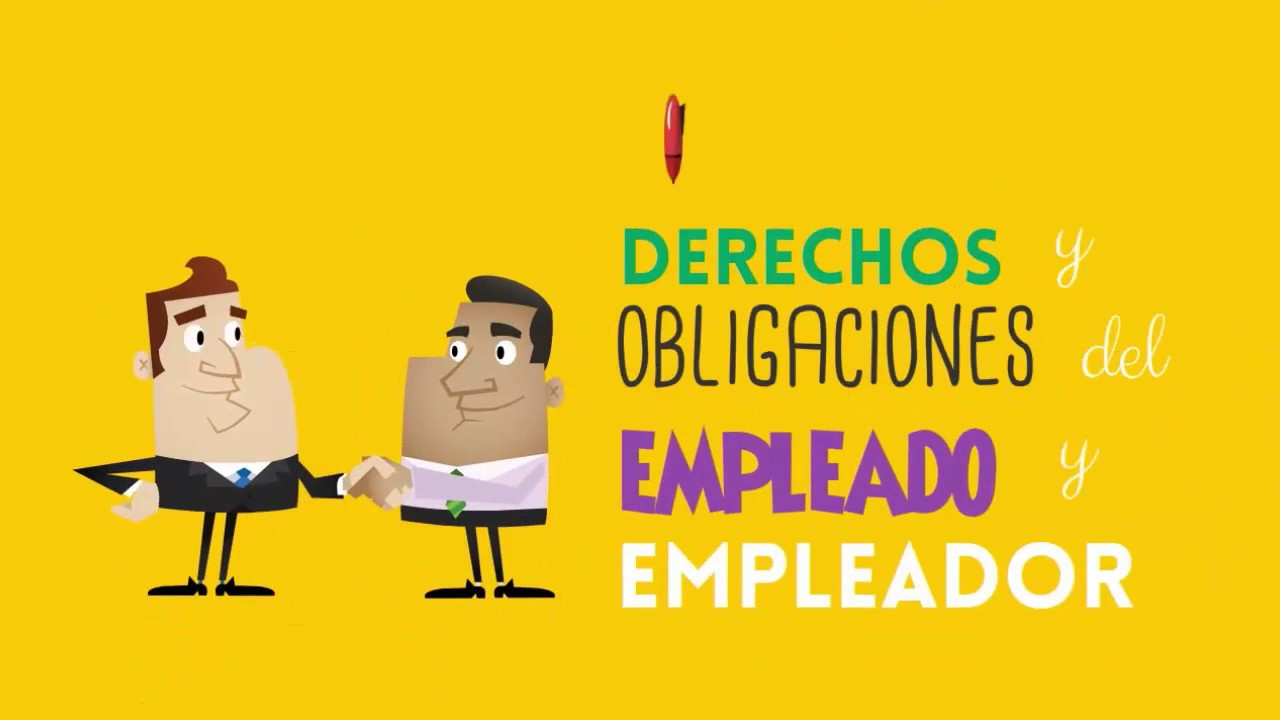 DERECHOS y
OBLIGACIONES del
EMPLEADO y
EMPLEADOR